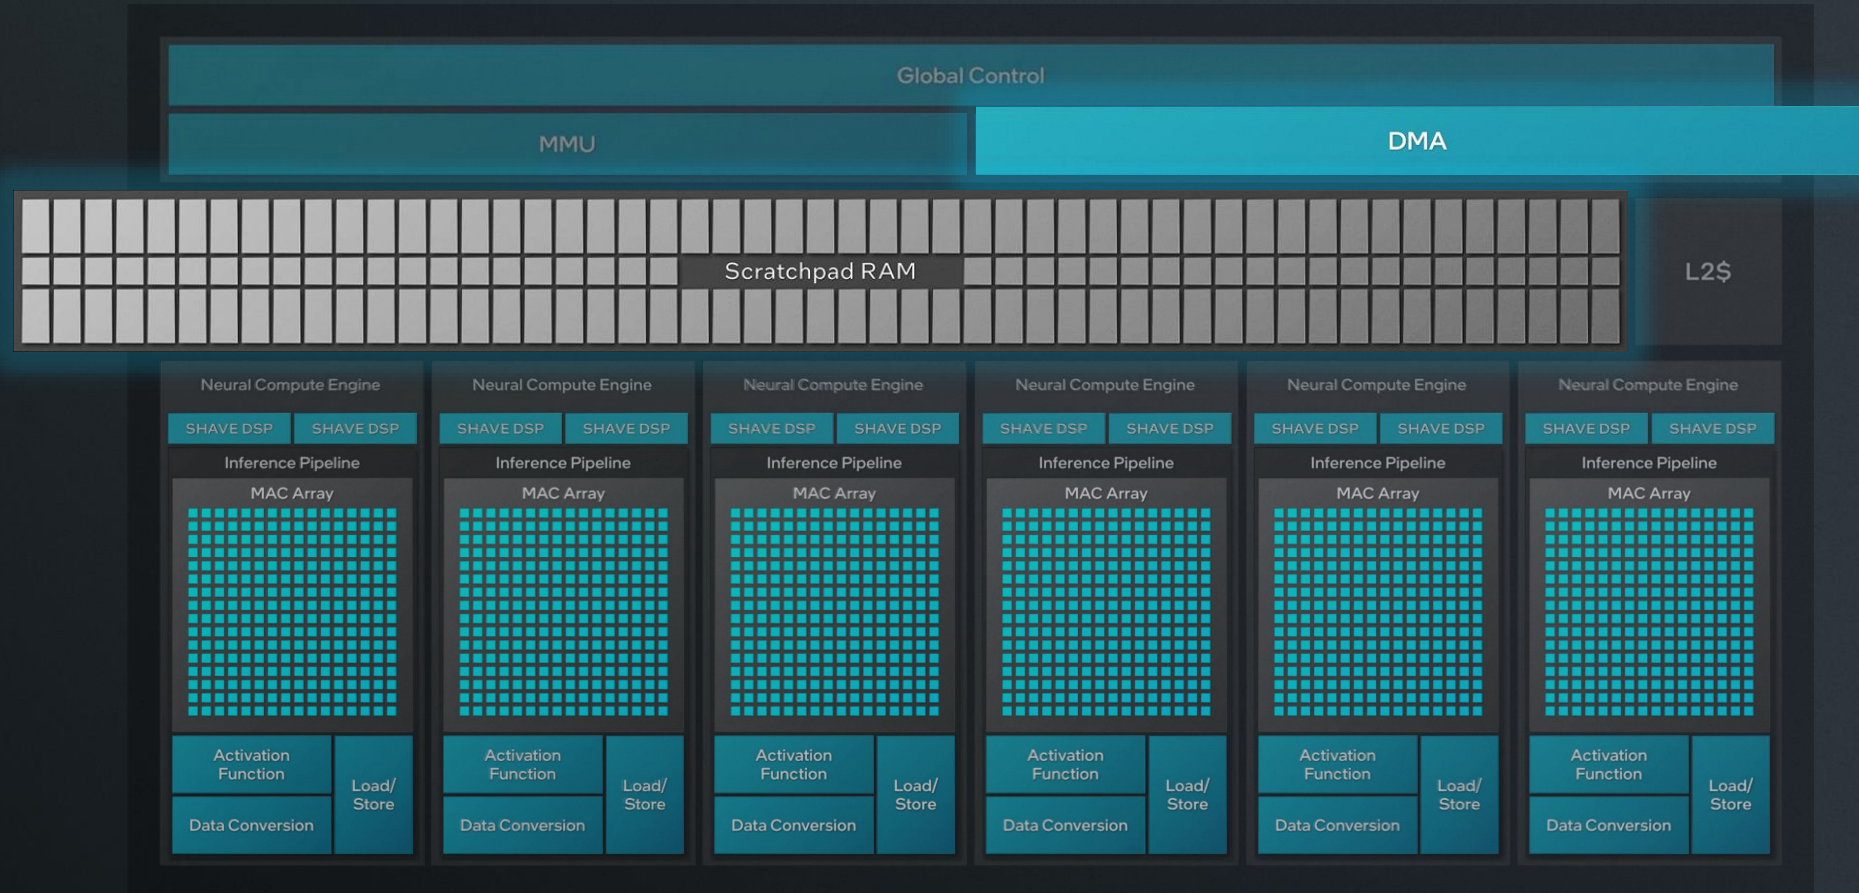 Global Control
MMU
DMA
Scratchpad RAM
L2$
Neural Compute Engine
Neural Compute Engine
Neural Compute Engine
Neural Compute Engine
Neural Compute Engine
Neural Compute Engine
SHAVE DSP
SHAVE DSP
SHAVE DSP
SHAVE DSP
SHAVE DSP
SHAVE DSP
SHAVE DSP
SHAVE DSP
SHAVE DSP
SHAVE DSP
SHAVE DSP
SHAVE DSP
Inference Pipeline
Inference Pipeline
Inference Pipeline
Inference Pipeline
Inference Pipeline
Inference Pipeline
MAC Array
MAC Array
MAC Array
MAC Array
MAC Array
MAC Array
Activation
Function
Load/
Store
Data Conversion
Activation
Function
Load/
Store
Data Conversion
Activation
Function
Load/
Store
Data Conversion
Activation
Function
Load/
Store
Data Conversion
Activation
Function
Load/
Store
Data Conversion
Activation
Function
Load/
Store
Data Conversion